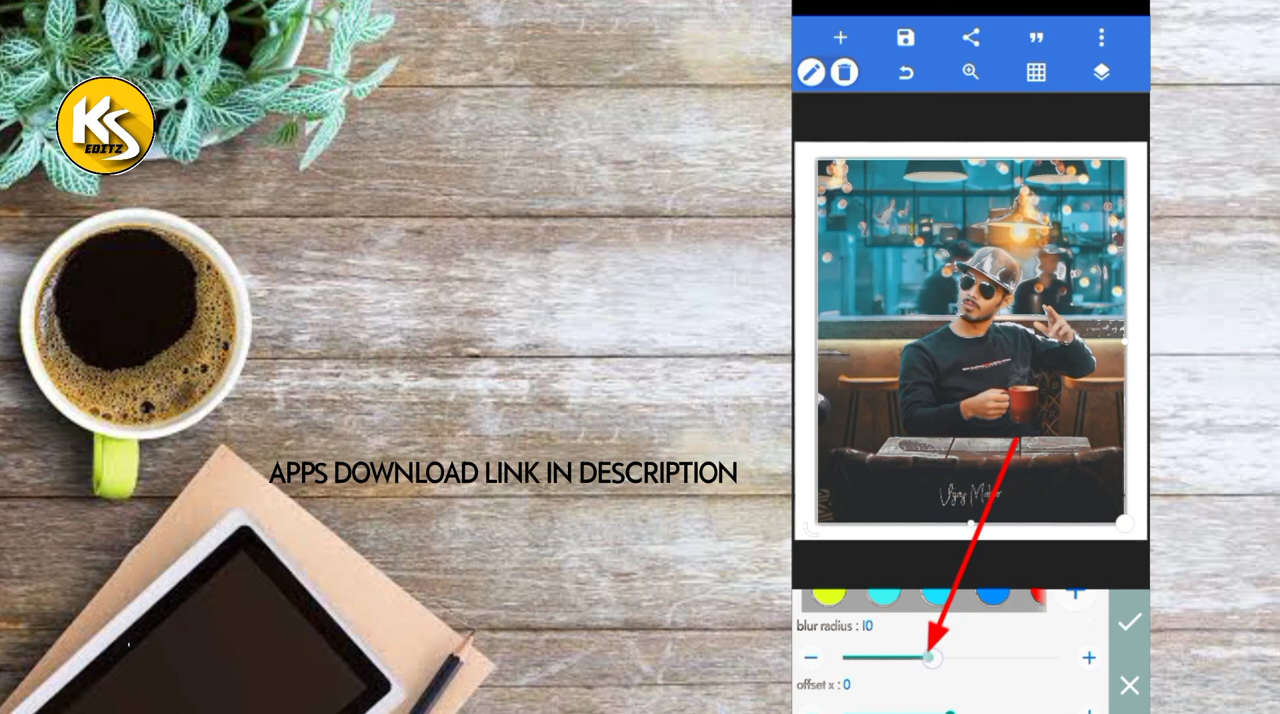 KS
EDITZ
APPS DOWNLOAD LINK IN DESCRIPTION
blur radius : 10
offset x : 0